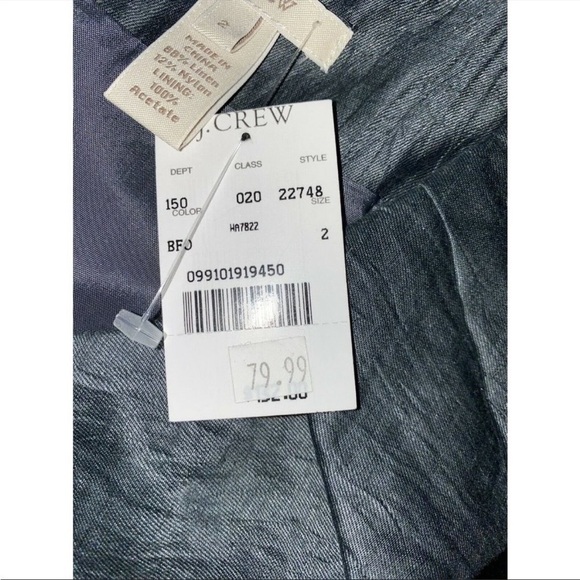 2
MADE IN
CHINA
88% Linen
12% Nylon
LINING:
100%
Acetate
J.CREW
DEPT CLASS STYLE
150 020 22748
COLOR SIZE
WA7822
2
099101919450
79.99